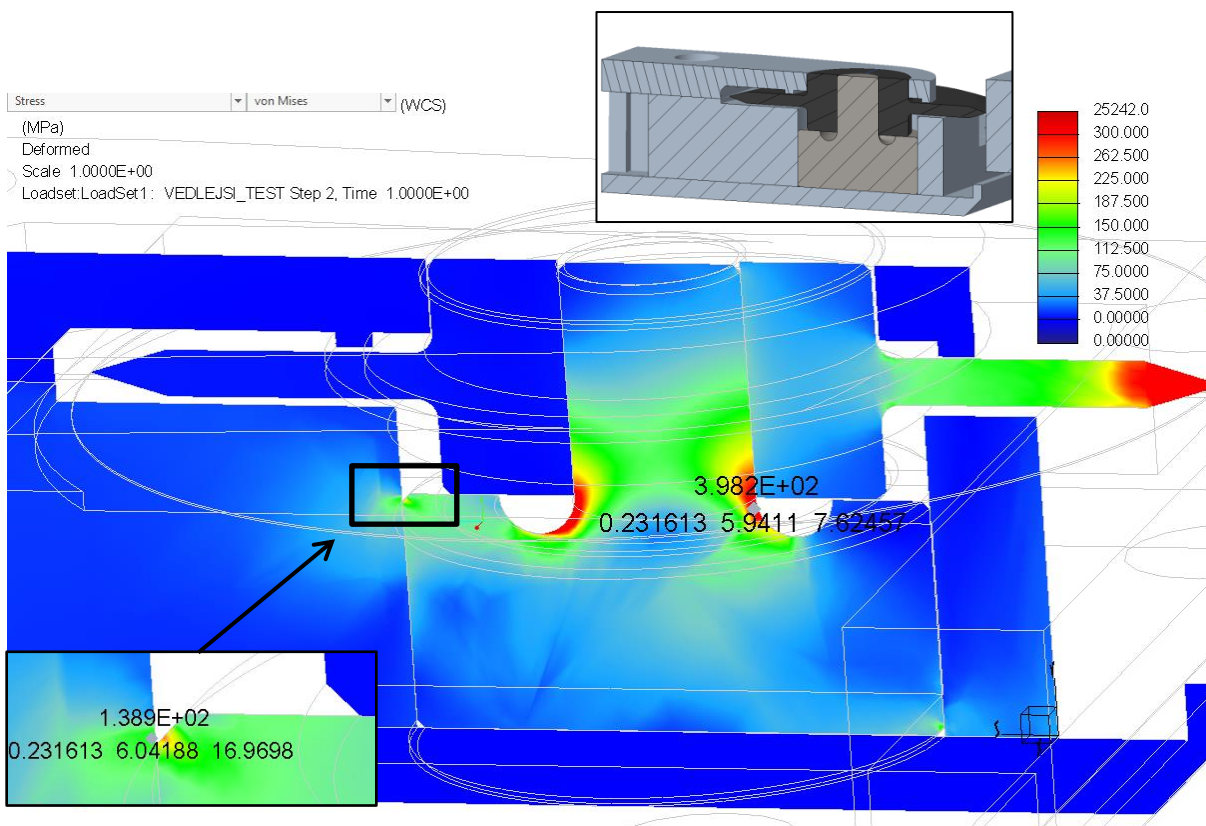 Stress von Mises (WCS)
(MPa)
Deformed
Scale 1.0000E+00
Loadset:LoadSet1 : VEDLEJSI_TEST Step 2, Time 1.0000E+00
25242.0
300.000
262.500
225.000
187.500
150.000
112.500
75.0000
37.5000
0.00000
0.00000
3.982E+02
0.231613 5.9411 7.62457
1.389E+02
0.231613 6.04188 16.9698